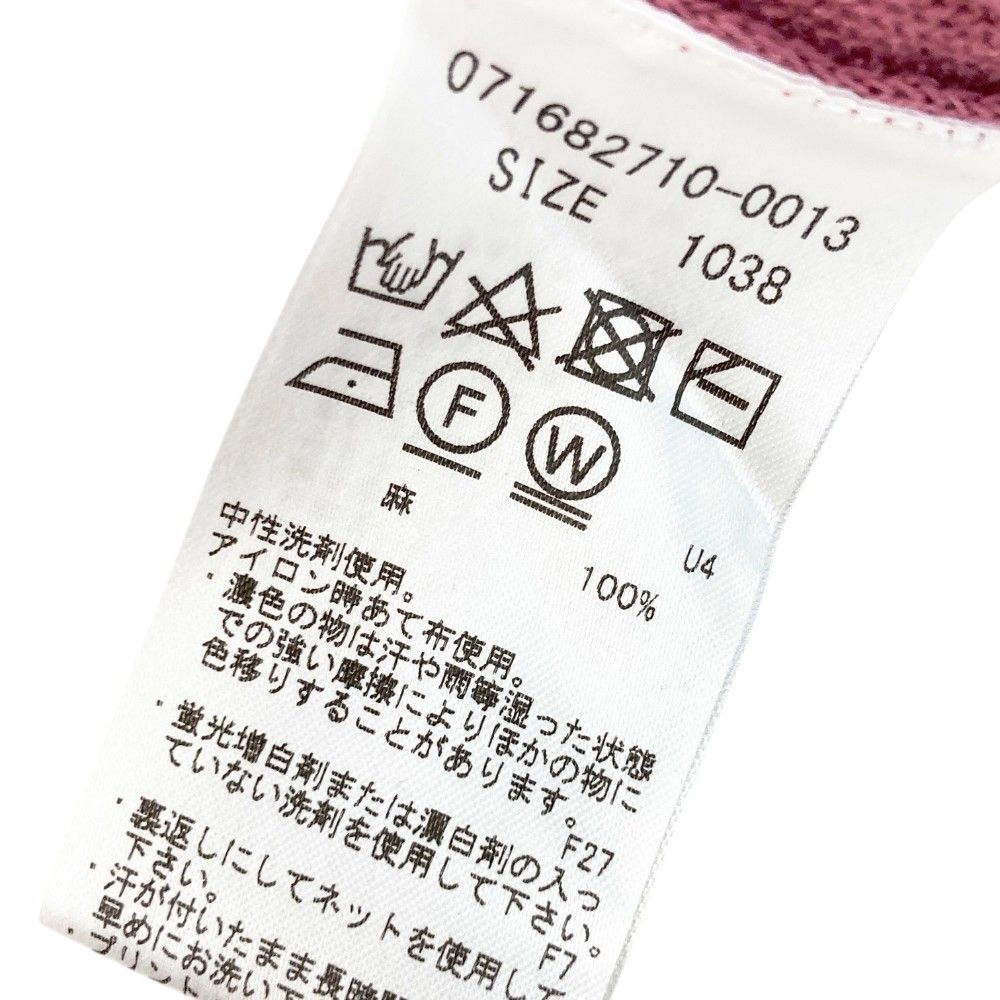 071682710-0013
SIZE 1038
F W
麻 100% U4
中性洗剤使用。
アイロン時あて布使用。
・濃色の物は汗や雨等湿った状態
での強い摩擦によりほかの物に
色移りすることがあります。
F27
・蛍光増白剤または漂白剤の入っ
ていない洗剤を使用して下さい。
F7
・裏返しにしてネットを使用して
下さい。
・汗が付いたまま長時間
早めにお洗い下
・プリント